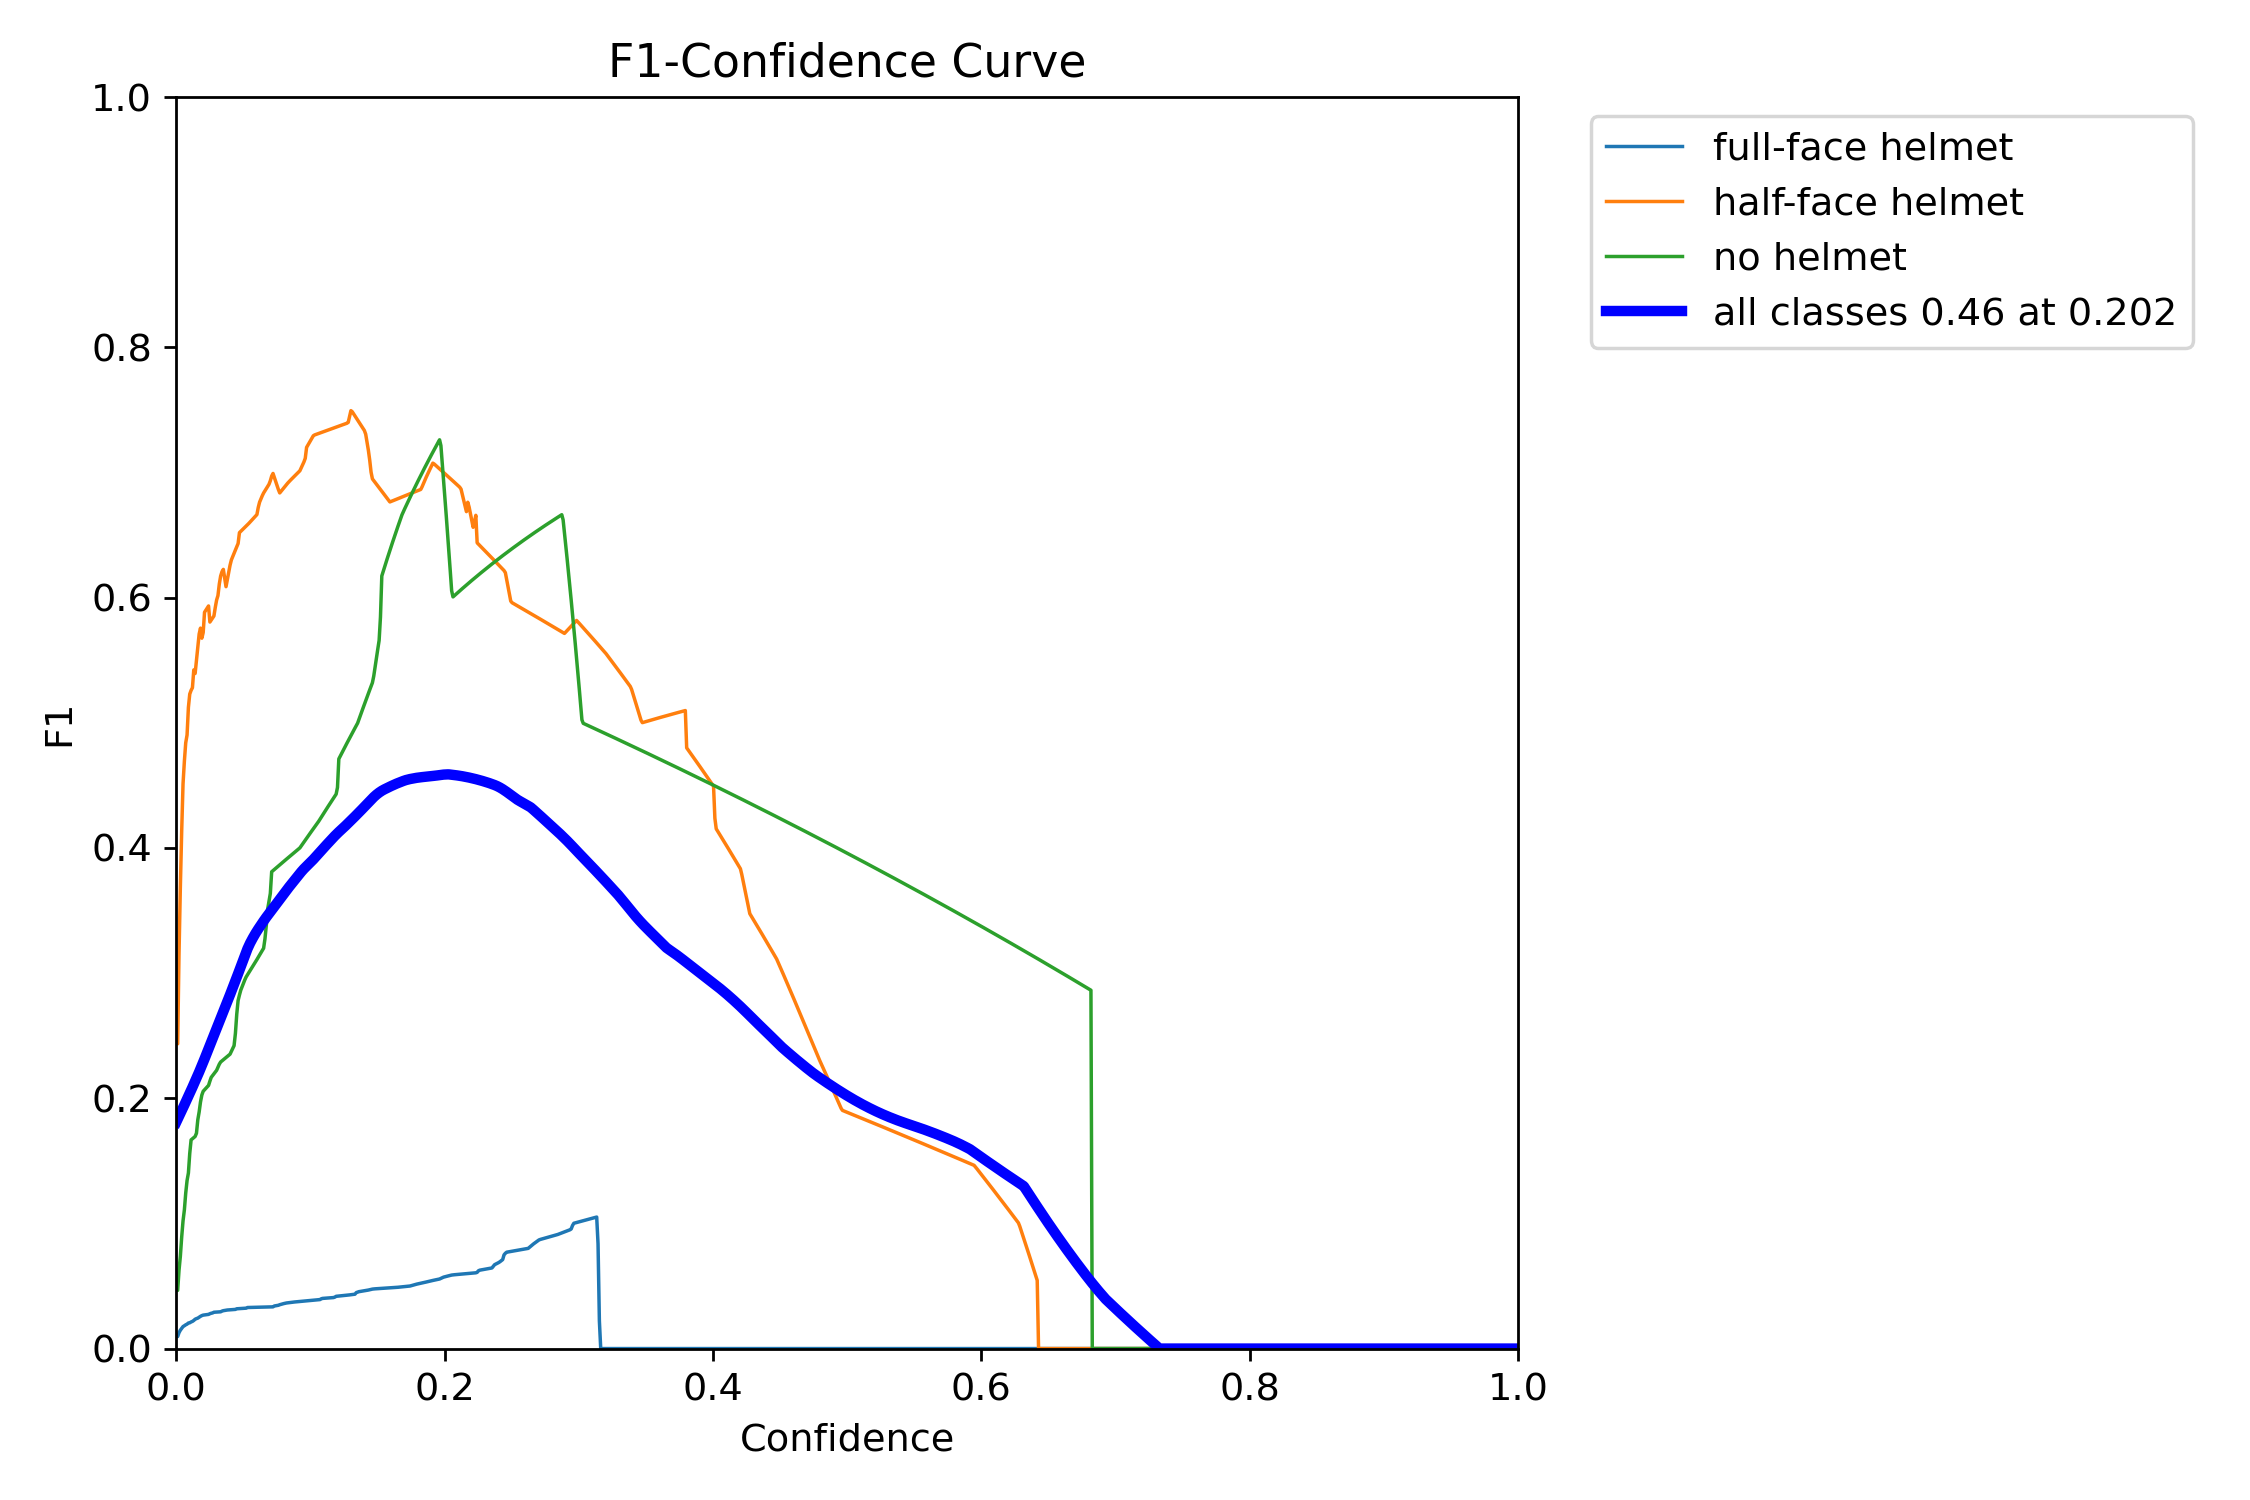 F1-Confidence Curve
1.0
0.8
0.6
0.4
0.2
0.0
F1
0.0 0.2 0.4 0.6 0.8 1.0
Confidence
full-face helmet
half-face helmet
no helmet
all classes 0.46 at 0.202